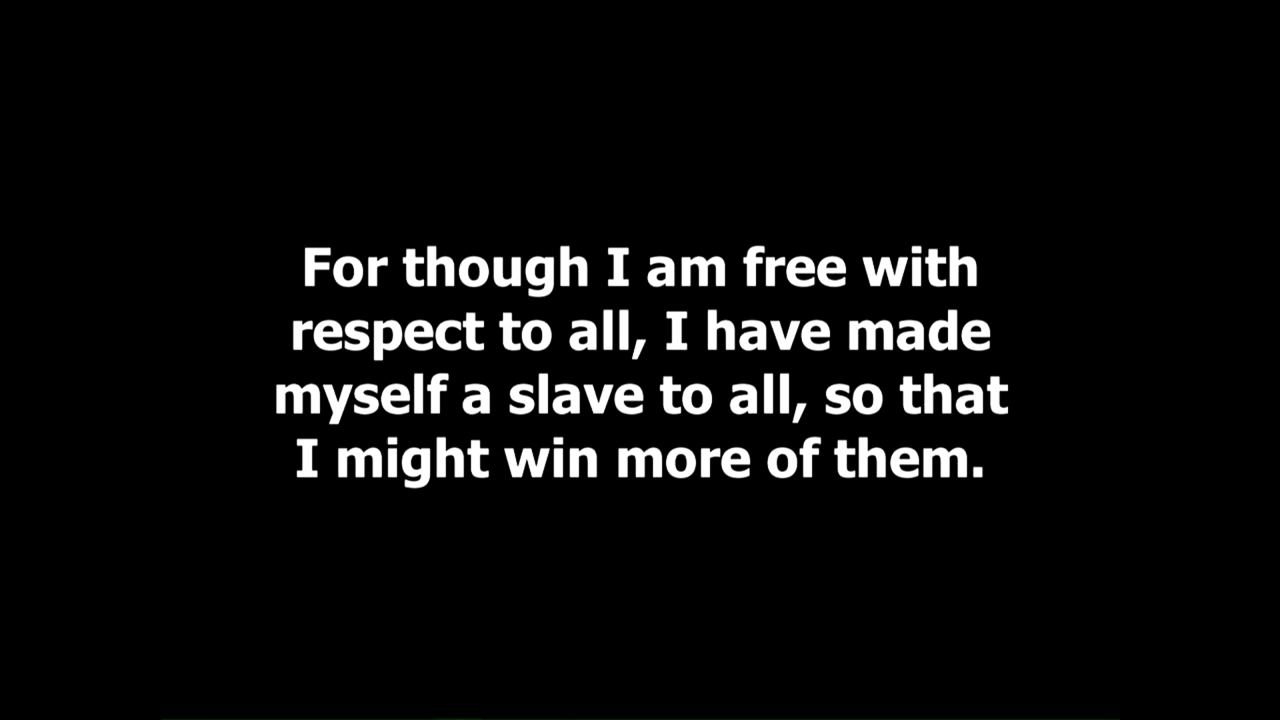 For though I am free with
respect to all, I have made
myself a slave to all, so that
I might win more of them.